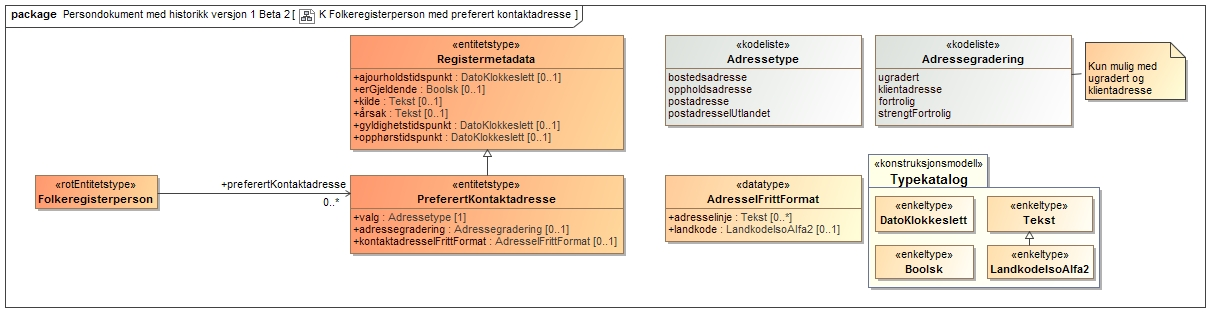 package Persondokument med historikk versjon 1 Beta 2 [ K Folkeregisterperson med preferert kontaktadresse ]
«entitetstype»
Registermetadata
+ajourholdstidspunkt : DatoKlokkeslett [0..1]
+erGjeldende : Boolsk [0..1]
+kilde : Tekst [0..1]
+årsak : Tekst [0..1]
+gyldighetstidspunkt : DatoKlokkeslett [0..1]
+opphørstidspunkt : DatoKlokkeslett [0..1]
«kodeliste»
Adressetype
bostedsadresse
oppholdsadresse
postadresse
postadresseIUtlandet
«kodeliste»
Adressegradering
ugradert
klientadresse
fortrolig
strengtFortrolig
Kun mulig med
ugradert og
klientadresse
«rotEntitetstype»
Folkeregisterperson
+preferertKontaktadresse
0..*
«entitetstype»
PreferertKontaktadresse
+valg : Adressetype [1]
+adressegradering : Adressegradering [0..1]
+kontaktadresseIFrittFormat : AdresseIFrittFormat [0..1]
«datatype»
AdresseIFrittFormat
+adresselinje : Tekst [0..*]
+landkode : LandkodeIsoAlfa2 [0..1]
«konstruksjonsmodell»
Typekatalog
«enkeltype»
DatoKlokkeslett
«enkeltype»
Tekst
«enkeltype»
Boolsk
«enkeltype»
LandkodeIsoAlfa2